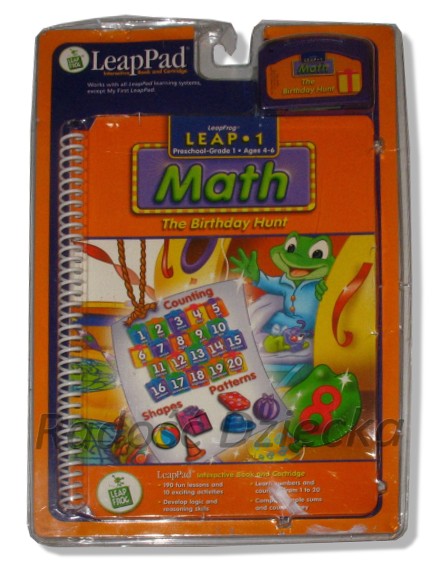 LEAP FROG
LeapPad
Interactive Book and Cartridge
Works with all LeapPad learning systems,
except My First LeapPad.
Math
The
Birthday Hunt
LeapFrog
LEAP • 1
Preschool-Grade 1 • Ages 4-6
Math
The Birthday Hunt
Counting
1 2 3 4 5
6 7 8 9 10
11 12 13 14 15
16 17 18 19 20
Patterns
Shapes
8
Radość Dziecka
LeapPad Interactive Book and Cartridge
• 190 fun lessons and
10 exciting activities
• Develop logic and
reasoning skills
• Learn numbers and
1 to 20
sums
LEAP FROG